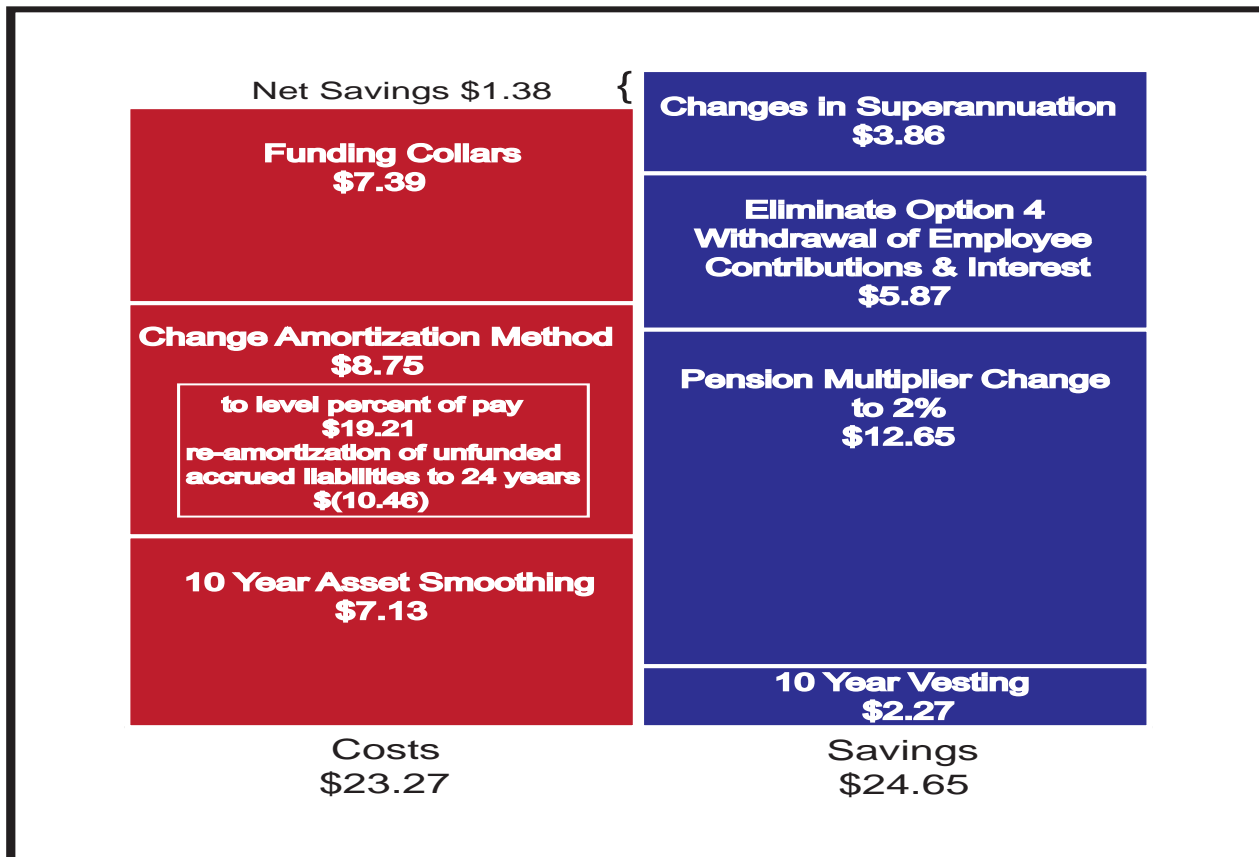 Net Savings $1.38 {
Funding Collars
$7.39
Change Amortization Method
$8.75
to level percent of pay
$19.21
re-amortization of unfunded
accrued liabilities to 24 years
$(10.46)
10 Year Asset Smoothing
$7.13
Costs
$23.27
Changes in Superannuation
$3.86
Eliminate Option 4
Withdrawal of Employee
Contributions & Interest
$5.87
Pension Multiplier Change
to 2%
$12.65
10 Year Vesting
$2.27
Savings
$24.65